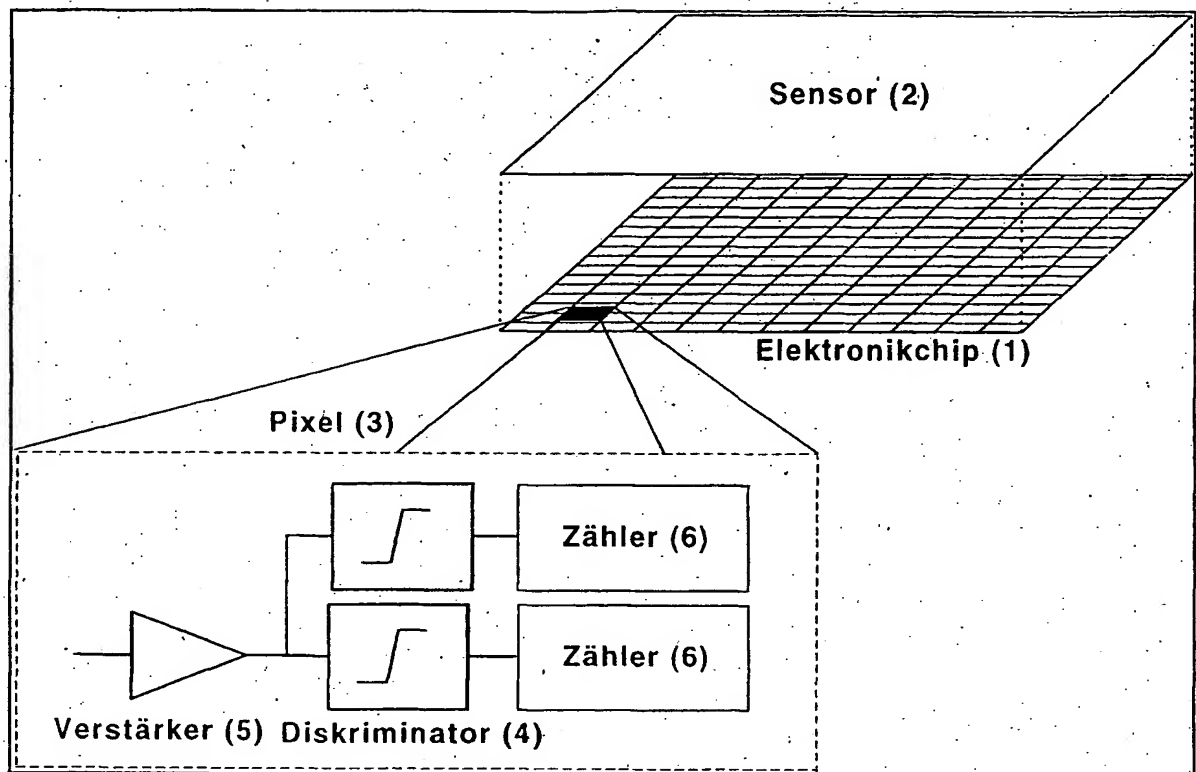 Sensor (2)
Elektronikchip (1)
Pixel (3)
Zähler (6)
Zähler (6)
Verstärker (5) Diskriminator (4)